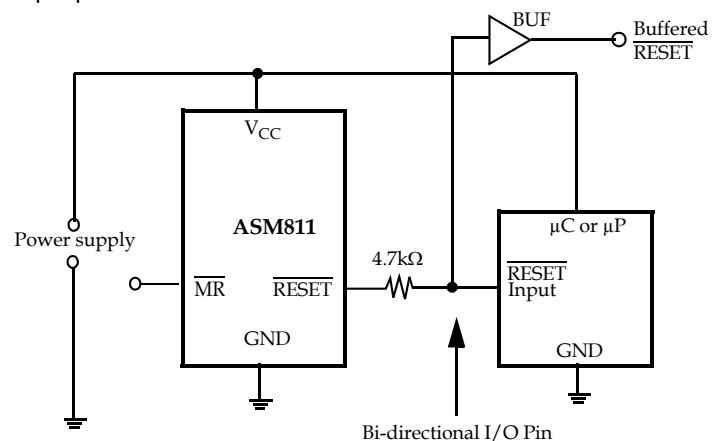 BUF
Buffered
RESET
VCC
ASM811
Power supply
µC or µP
4.7kΩ
MR
RESET
RESET
Input
GND
GND
Bi-directional I/O Pin